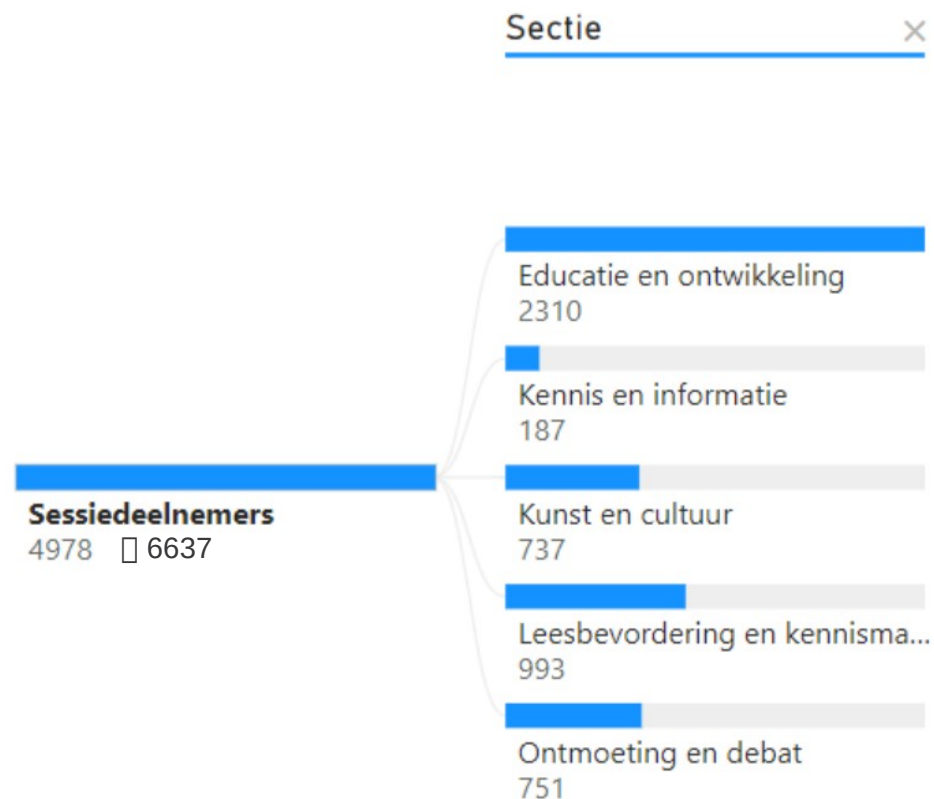 Sectie
Educatie en ontwikkeling
2310
Kennis en informatie
187
Sessiedeelnemers
4978 6637
Kunst en cultuur
737
Leesbevordering en kennisma...
993
Ontmoeting en debat
751